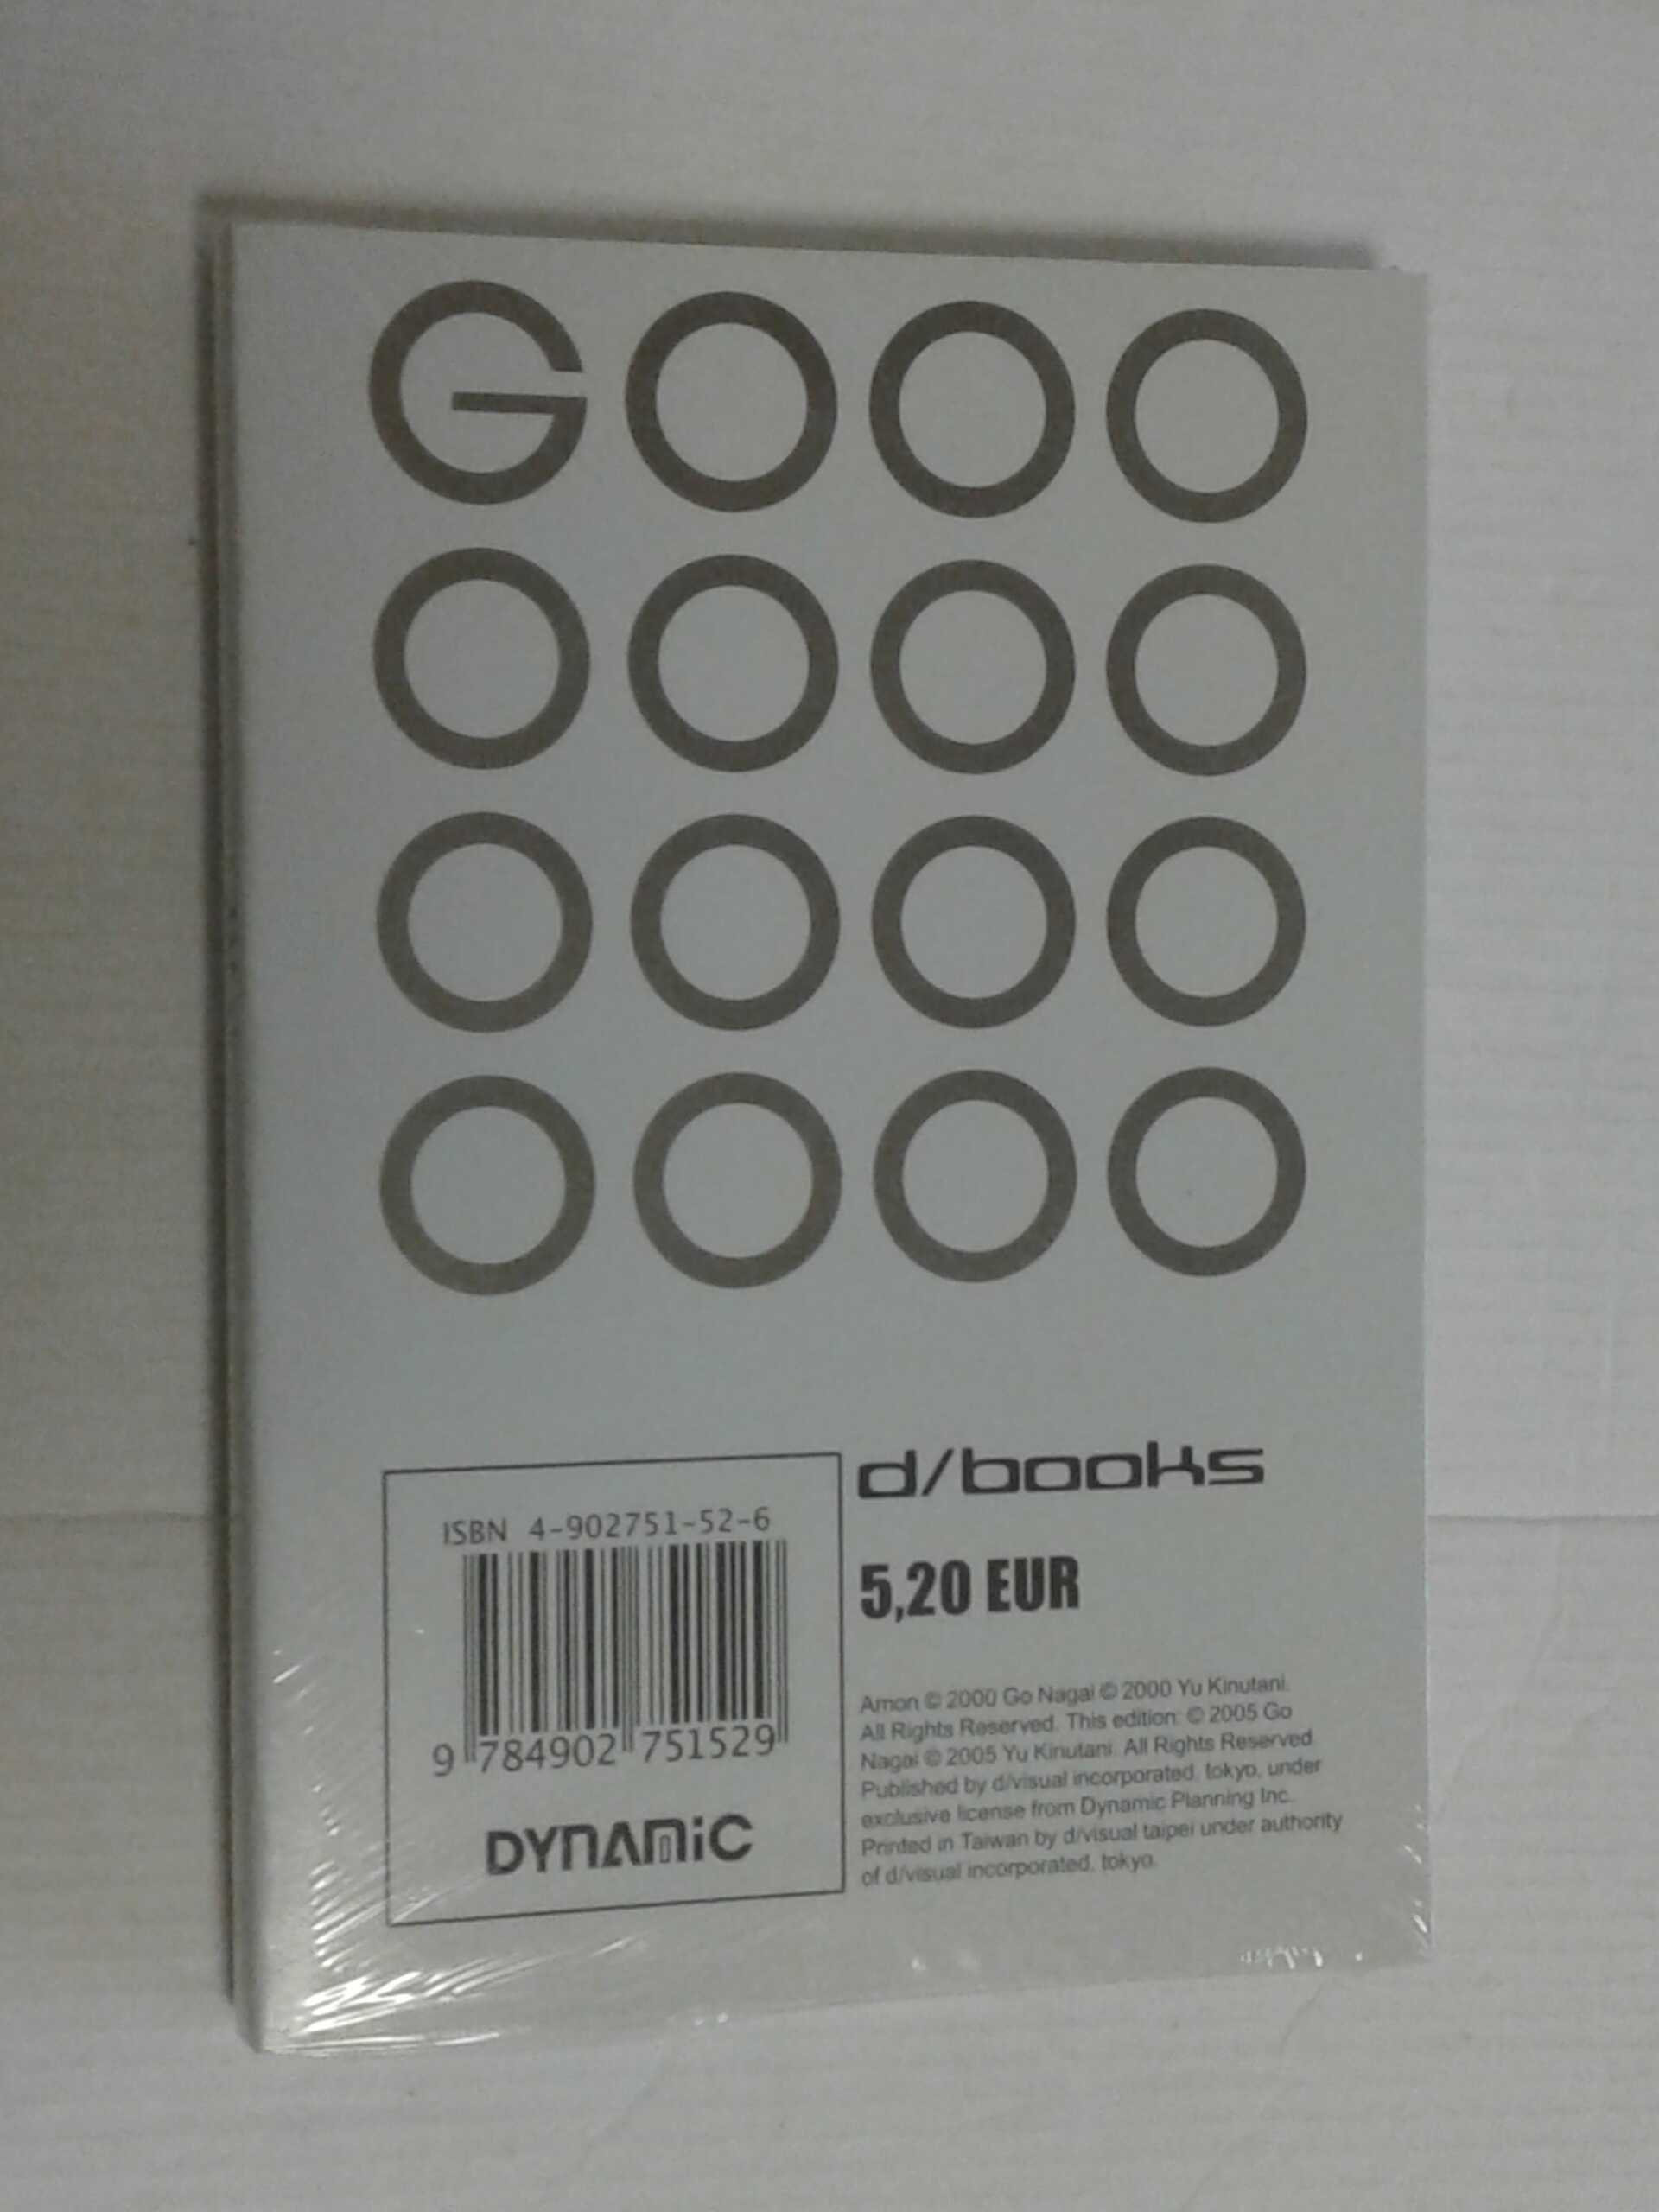 GOOO
OOOO
OOOO
OOOO
d/books
ISBN 4-902751-52-6
9 784902 751529
DYNAMiC
5,20 EUR
Amon © 2000 Go Nagai © 2000 Yu Kinutani.
All Rights Reserved. This edition: © 2005 Go
Nagai © 2005 Yu Kinutani. All Rights Reserved.
Published by d/visual incorporated, tokyo, under
exclusive license from Dynamic Planning Inc.
Printed in Taiwan by d/visual taipei under authority
of d/visual incorporated, tokyo.